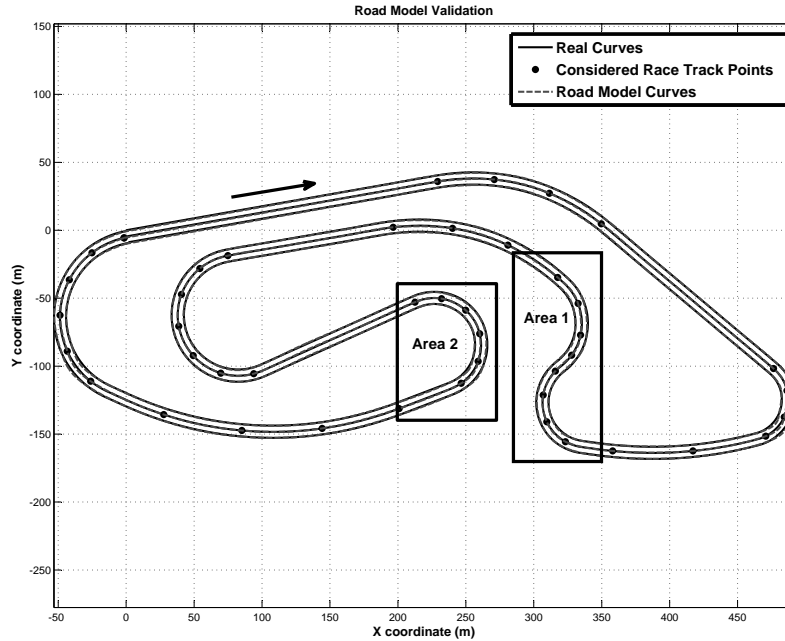 Road Model Validation
Real Curves
Considered Race Track Points
Road Model Curves
150
100
50
0
-50
-100
-150
-200
-250
Y coordinate (m)
Area 1
Area 2
-50 0 50 100 150 200 250 300 350 400 450
X coordinate (m)